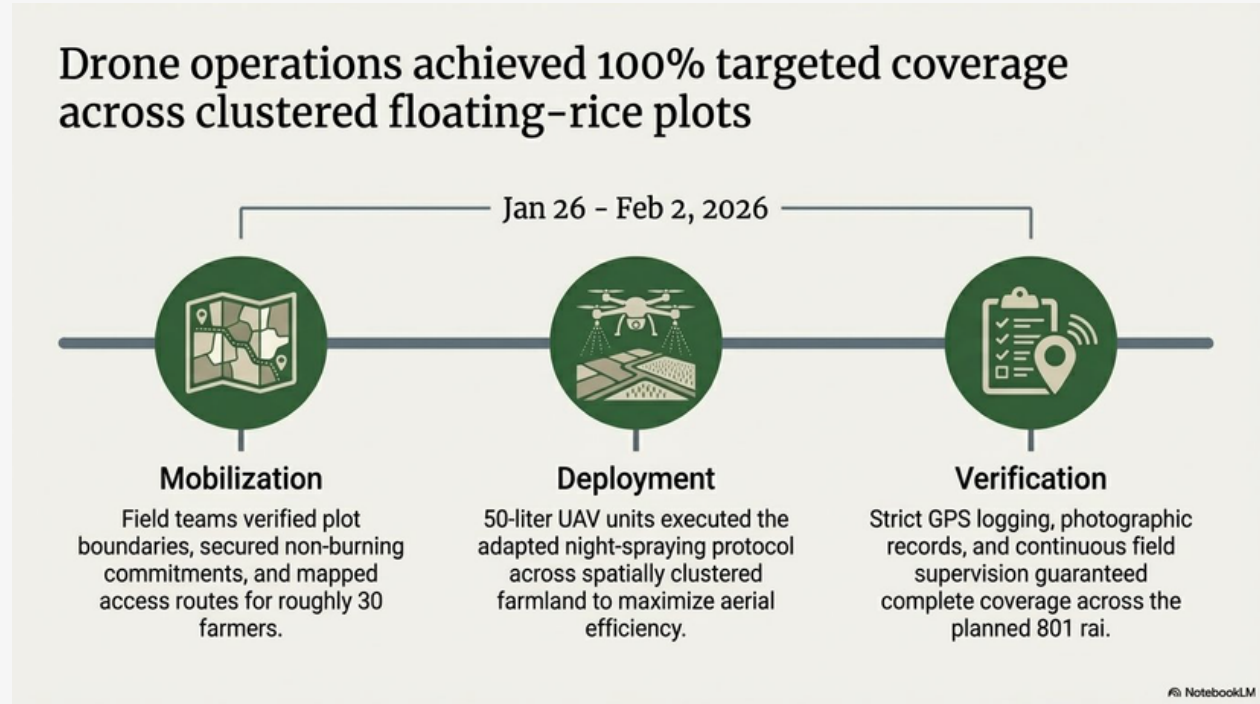 Drone operations achieved 100% targeted coverage
across clustered floating-rice plots
Jan 26 – Feb 2, 2026
Mobilization
Field teams verified plot
boundaries, secured non-burning
commitments, and mapped
access routes for roughly 30
farmers.
Deployment
50-liter UAV units executed the
adapted night-spraying protocol
across spatially clustered
farmland to maximize aerial
efficiency.
Verification
Strict GPS logging, photographic
records, and continuous field
supervision guaranteed
complete coverage across the
planned 801 rai.
NotebookLM